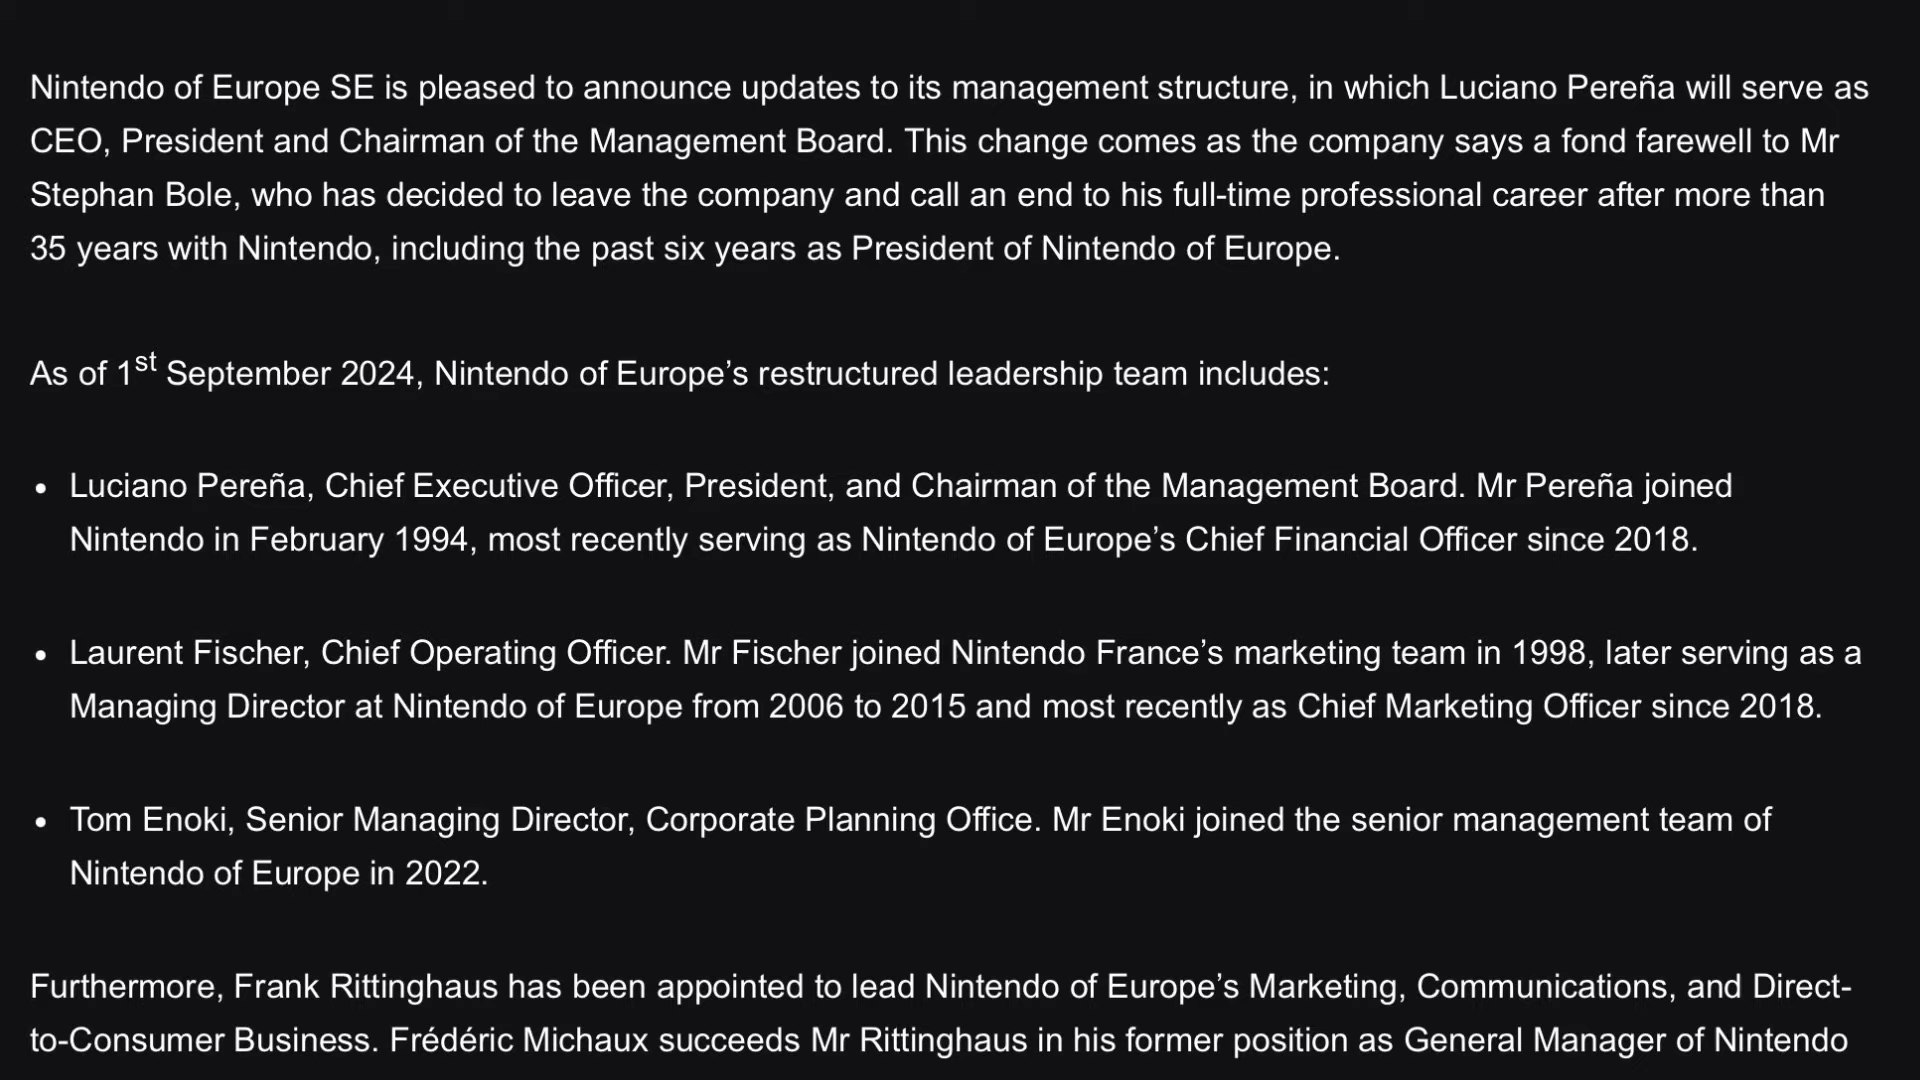 Nintendo of Europe SE is pleased to announce updates to its management structure, in which Luciano Pereña will serve as
CEO, President and Chairman of the Management Board. This change comes as the company says a fond farewell to Mr
Stephan Bole, who has decided to leave the company and call an end to his full-time professional career after more than
35 years with Nintendo, including the past six years as President of Nintendo of Europe.
As of 1st September 2024, Nintendo of Europe’s restructured leadership team includes:
• Luciano Pereña, Chief Executive Officer, President, and Chairman of the Management Board. Mr Pereña joined
Nintendo in February 1994, most recently serving as Nintendo of Europe’s Chief Financial Officer since 2018.
• Laurent Fischer, Chief Operating Officer. Mr Fischer joined Nintendo France’s marketing team in 1998, later serving as a
Managing Director at Nintendo of Europe from 2006 to 2015 and most recently as Chief Marketing Officer since 2018.
• Tom Enoki, Senior Managing Director, Corporate Planning Office. Mr Enoki joined the senior management team of
Nintendo of Europe in 2022.
Furthermore, Frank Rittinghaus has been appointed to lead Nintendo of Europe’s Marketing, Communications, and Direct-
to-Consumer Business. Frédéric Michaux succeeds Mr Rittinghaus in his former position as General Manager of Nintendo